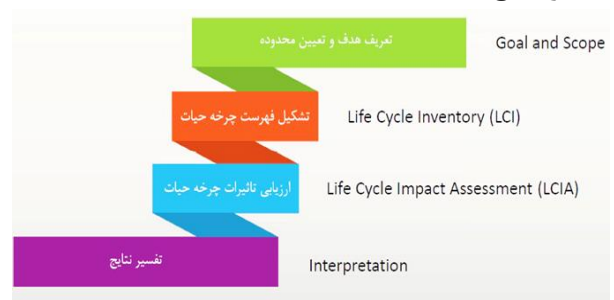 تعریف هدف و تعیین محدوده
Goal and Scope
تشکیل فهرست چرخه حیات
Life Cycle Inventory (LCI)
ارزیابی تاثیرات چرخه حیات
Life Cycle Impact Assessment (LCIA)
تفسیر نتایج
Interpretation